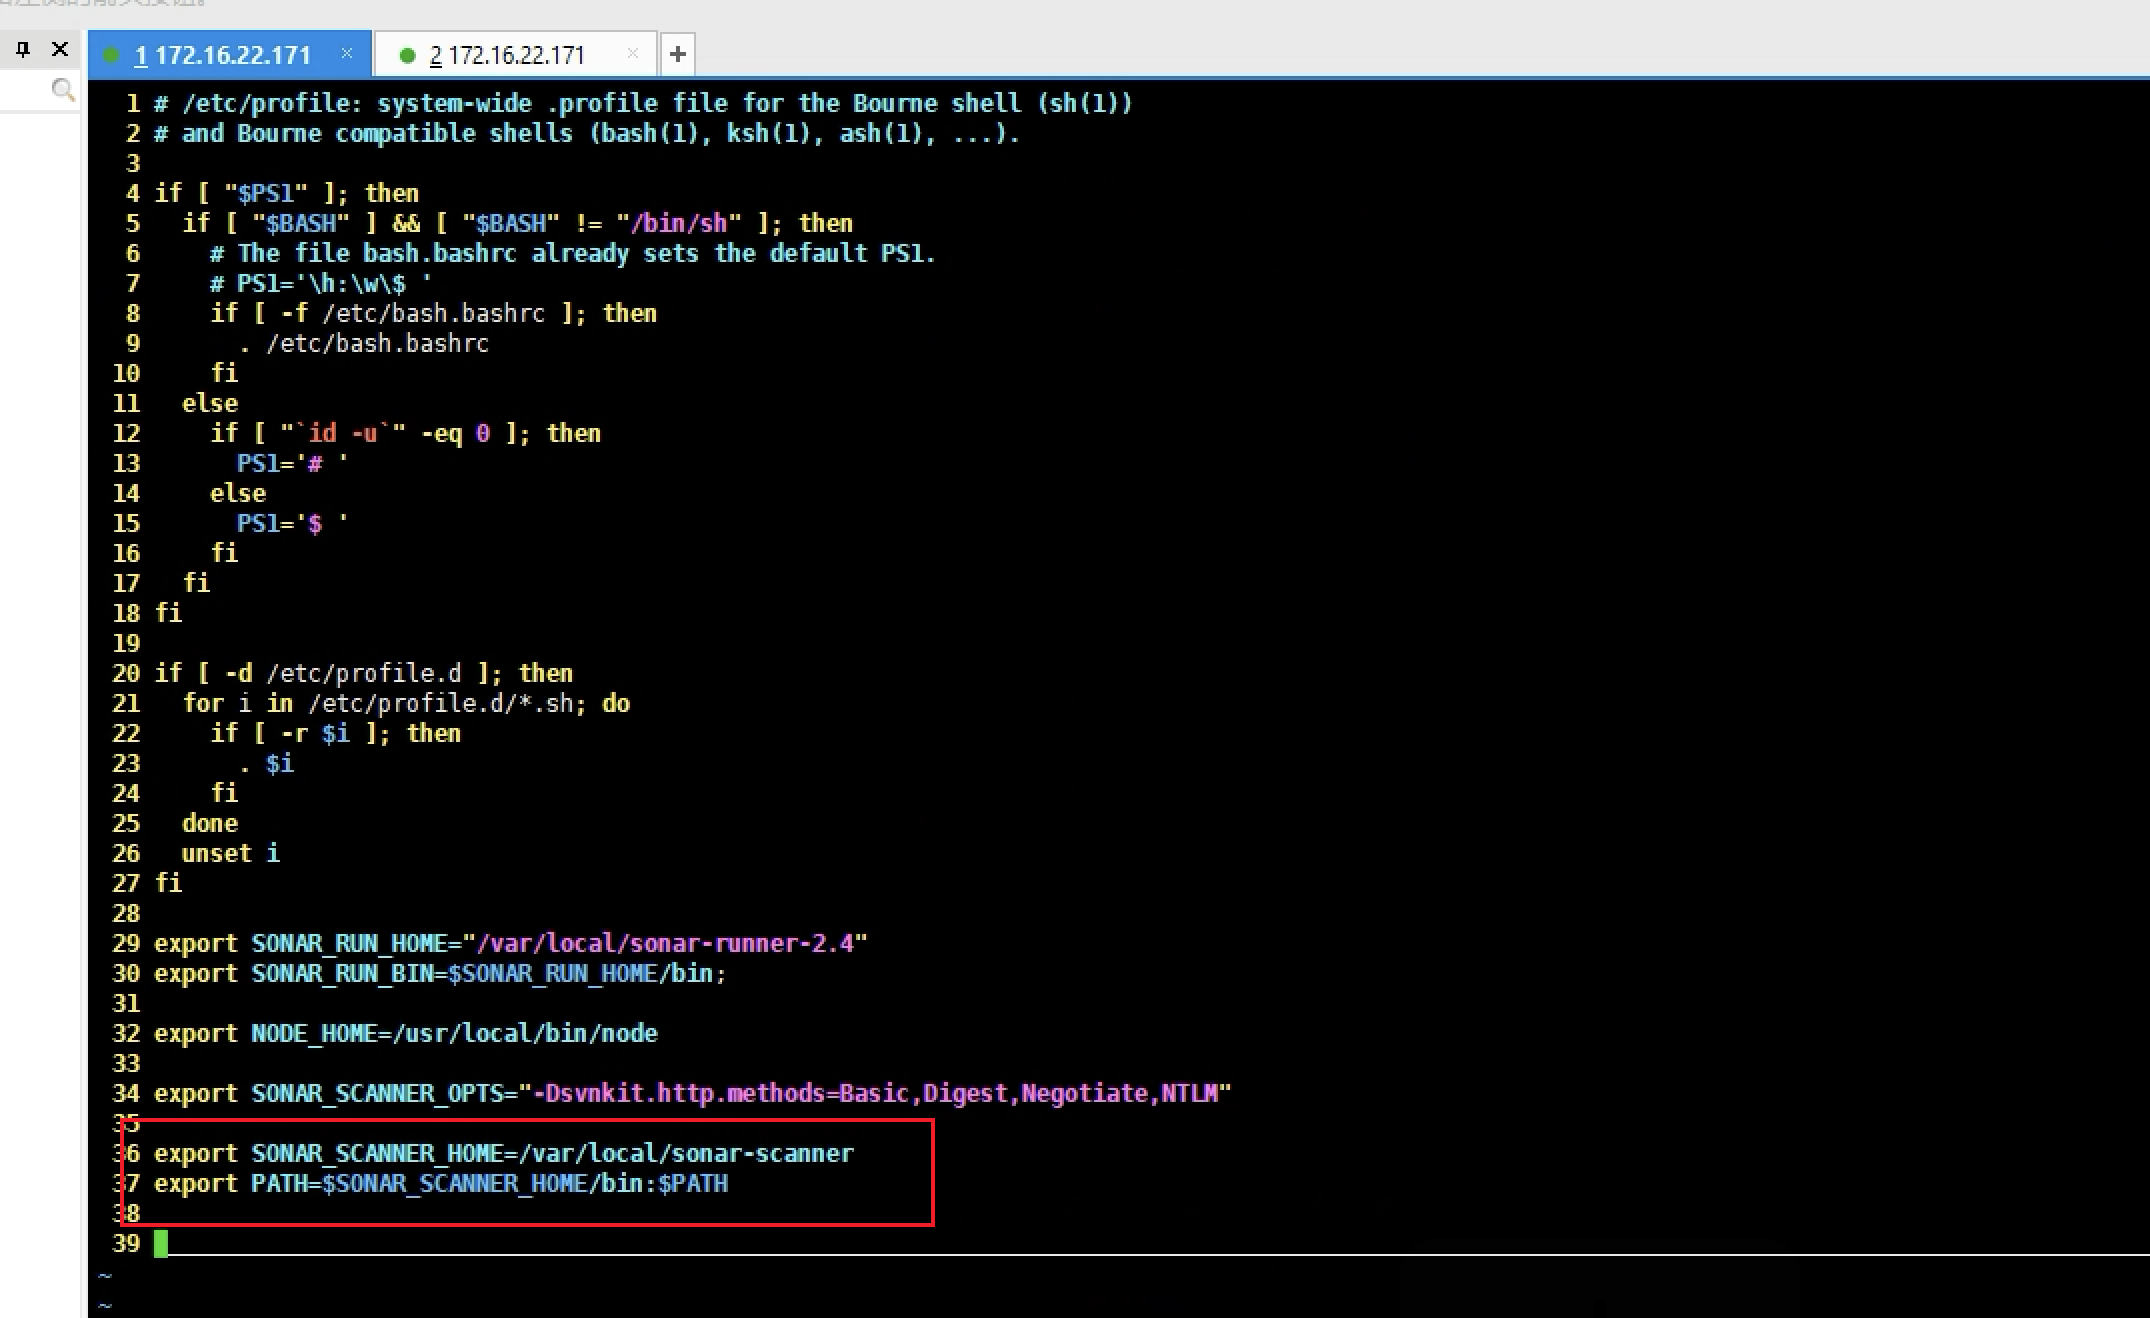 1 172.16.22.171 × 2 172.16.22.171 × +
1 # /etc/profile: system-wide .profile file for the Bourne shell (sh(1))
2 # and Bourne compatible shells (bash(1), ksh(1), ash(1), ...).
3
4 if [ "$PS1" ]; then
5   if [ "$BASH" ] && [ "$BASH" != "/bin/sh" ]; then
6     # The file bash.bashrc already sets the default PS1.
7     # PS1='\h:\w\$ '
8     if [ -f /etc/bash.bashrc ]; then
9       . /etc/bash.bashrc
10     fi
11   else
12     if [ "`id -u`" -eq 0 ]; then
13       PS1='# '
14     else
15       PS1='$ '
16     fi
17   fi
18 fi
19
20 if [ -d /etc/profile.d ]; then
21   for i in /etc/profile.d/*.sh; do
22     if [ -r $i ]; then
23       . $i
24     fi
25   done
26   unset i
27 fi
28
29 export SONAR_RUN_HOME="/var/local/sonar-runner-2.4"
30 export SONAR_RUN_BIN=$SONAR_RUN_HOME/bin;
31
32 export NODE_HOME=/usr/local/bin/node
33
34 export SONAR_SCANNER_OPTS="-Dsvnkit.http.methods=Basic,Digest,Negotiate,NTLM"
35
36 export SONAR_SCANNER_HOME=/var/local/sonar-scanner
37 export PATH=$SONAR_SCANNER_HOME/bin:$PATH
38
39
~
~